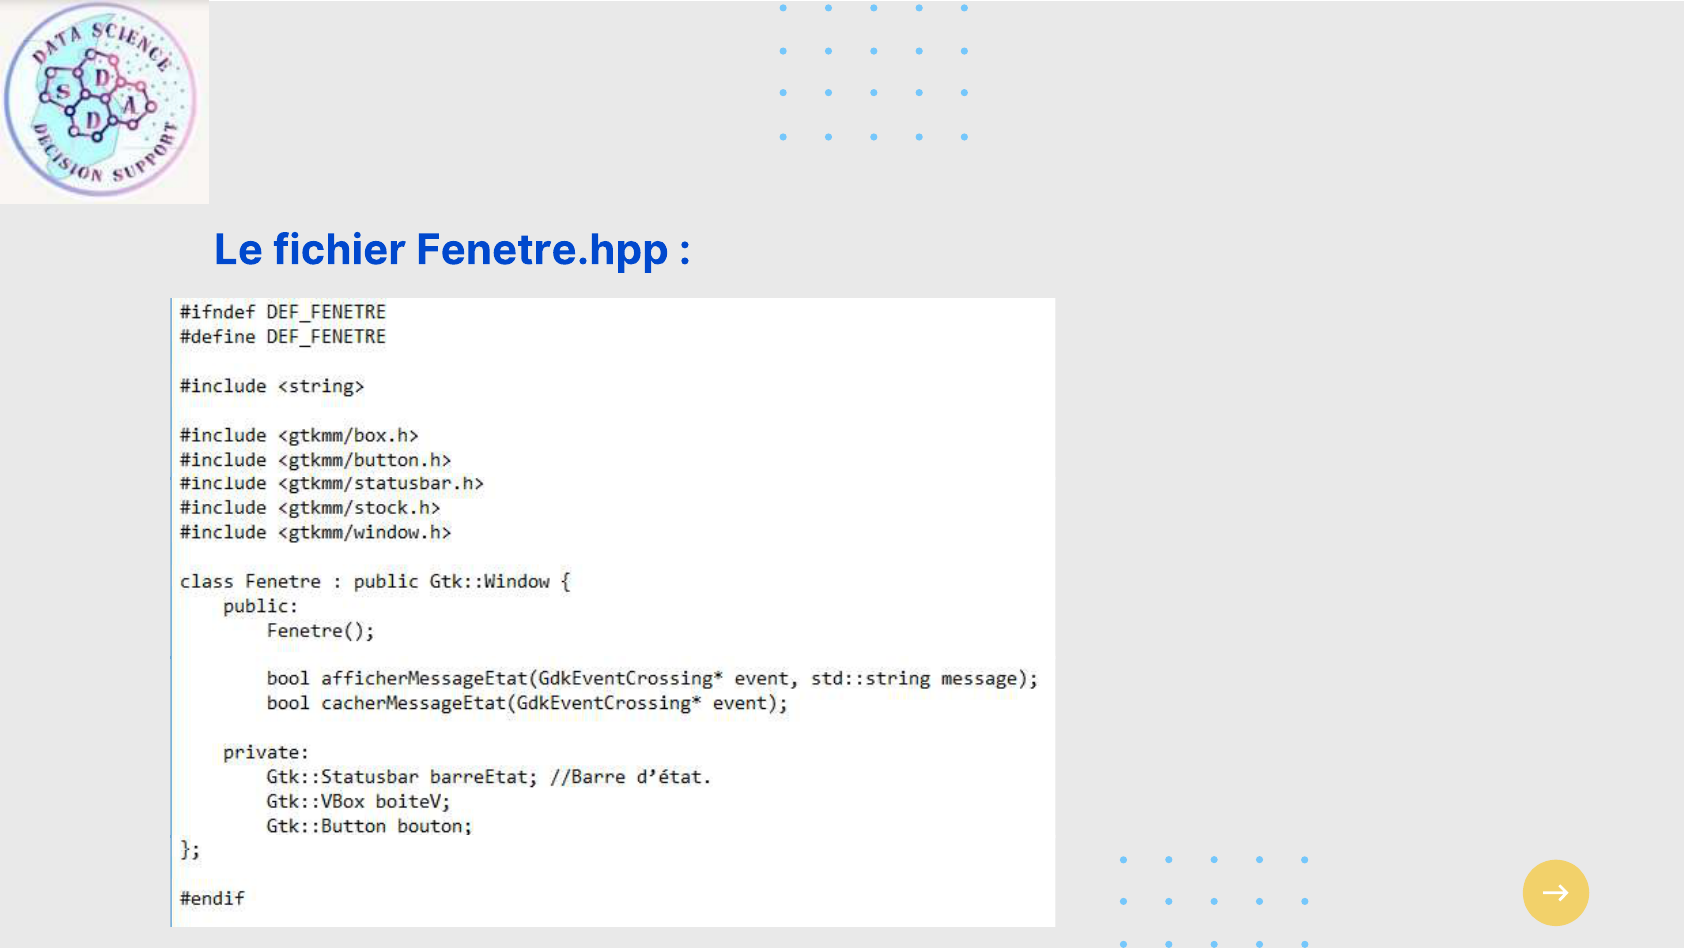 DATA SCIENCE
S D D A
DECISION SUPPORT
Le fichier Fenetre.hpp :
#ifndef DEF_FENETRE
#define DEF_FENETRE
#include <string>
#include <gtkmm/box.h>
#include <gtkmm/button.h>
#include <gtkmm/statusbar.h>
#include <gtkmm/stock.h>
#include <gtkmm/window.h>
class Fenetre : public Gtk::Window {
public:
Fenetre();
bool afficherMessageEtat(GdkEventCrossing* event, std::string message);
bool cacherMessageEtat(GdkEventCrossing* event);
private:
Gtk::Statusbar barreEtat; //Barre d’état.
Gtk::VBox boiteV;
Gtk::Button bouton;
};
#endif